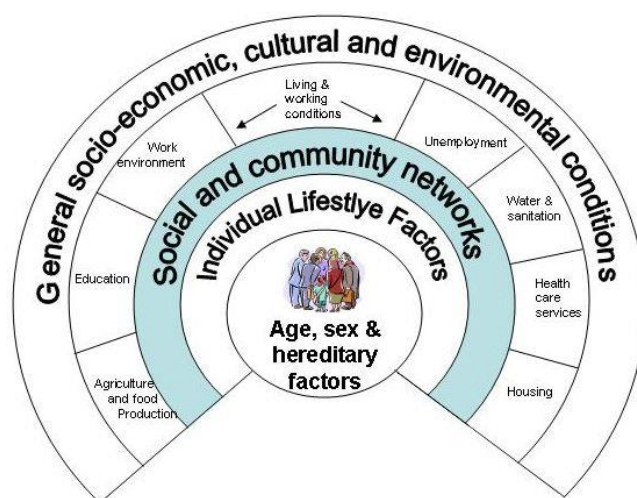 General socio-economic, cultural and environmental conditions
Living &
working
conditions
Work
environment
Unemployment
Social and community networks
Water &
sanitation
Individual Lifestlye Factors
Education
Health
care
services
Age, sex &
hereditary
factors
Agriculture
and food
Production
Housing